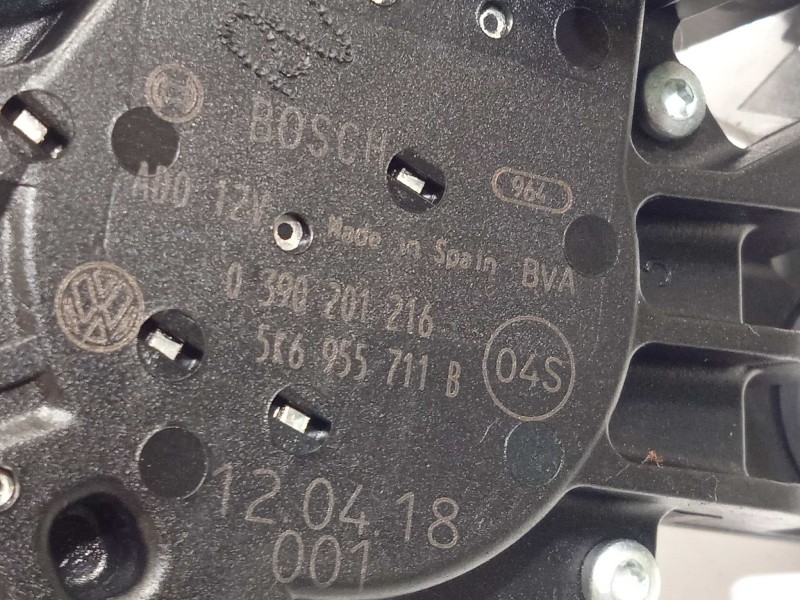 BOSCH
964
AHO 12V
Made in Spain BVA
0 390 201 216
5K6 955 711 B
04S
12.04.18
001